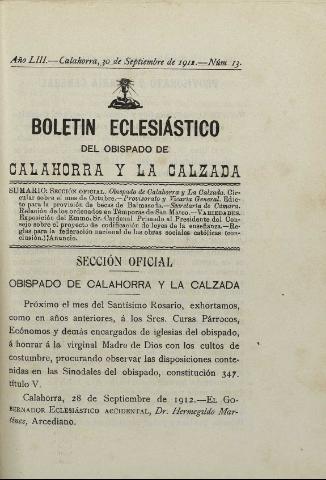 Año LIII.—Calahorra, 30 de Septiembre de 1912.—Núm 13.
BOLETIN ECLESIÁSTICO
DEL OBISPADO DE
CALAHORRA Y LA CALZADA
SUMARIO: SECCIÓN OFICIAL. Obispado de Calahorra y La Calzada. Cir-
cular sobre el mes de Octubre.—Provisorato y Vicaría General. Edic-
to para la provisión de becas de Balmaseda.—Secretaría de Cámara.
Relación de los ordenados en Témporas de San Mateo.—VARIEDADES.
Exposición del Emmo. Sr. Cardenal Primado al Presidente del Con-
sejo sobre el proyecto de codificación de leyes de la enseñanza.—Re-
glas para la federación nacional de las obras sociales católicas (con-
clusión.) Anuncio.
SECCIÓN OFICIAL
OBISPADO DE CALAHORRA Y LA CALZADA
Próximo el mes del Santísimo Rosario, exhortamos,
como en años anteriores, á los Sres. Curas Párrocos,
Ecónomos y demás encargados de iglesias del obispado,
á honrar á la virginal Madre de Dios con los cultos de
costumbre, procurando observar las disposiciones conte-
nidas en las Sinodales del obispado, constitución 347.
título V.
Calahorra, 28 de Septiembre de 1912.—EL GO-
BERNADOR ECLESIÁSTICO ACCIDENTAL, Dr. Hermegildo Mar-
tínez, Arcediano.